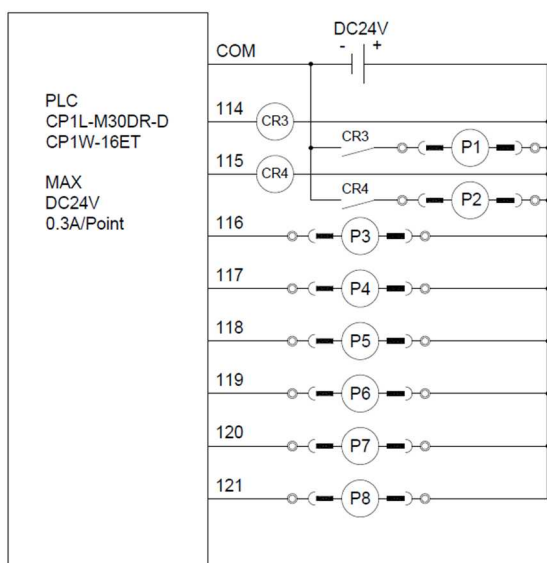 DC24V
- +
COM
PLC
CP1L-M30DR-D
CP1W-16ET
MAX
DC24V
0.3A/Point
114 CR3
CR3 P1
115 CR4
CR4 P2
116 P3
117 P4
118 P5
119 P6
120 P7
121 P8